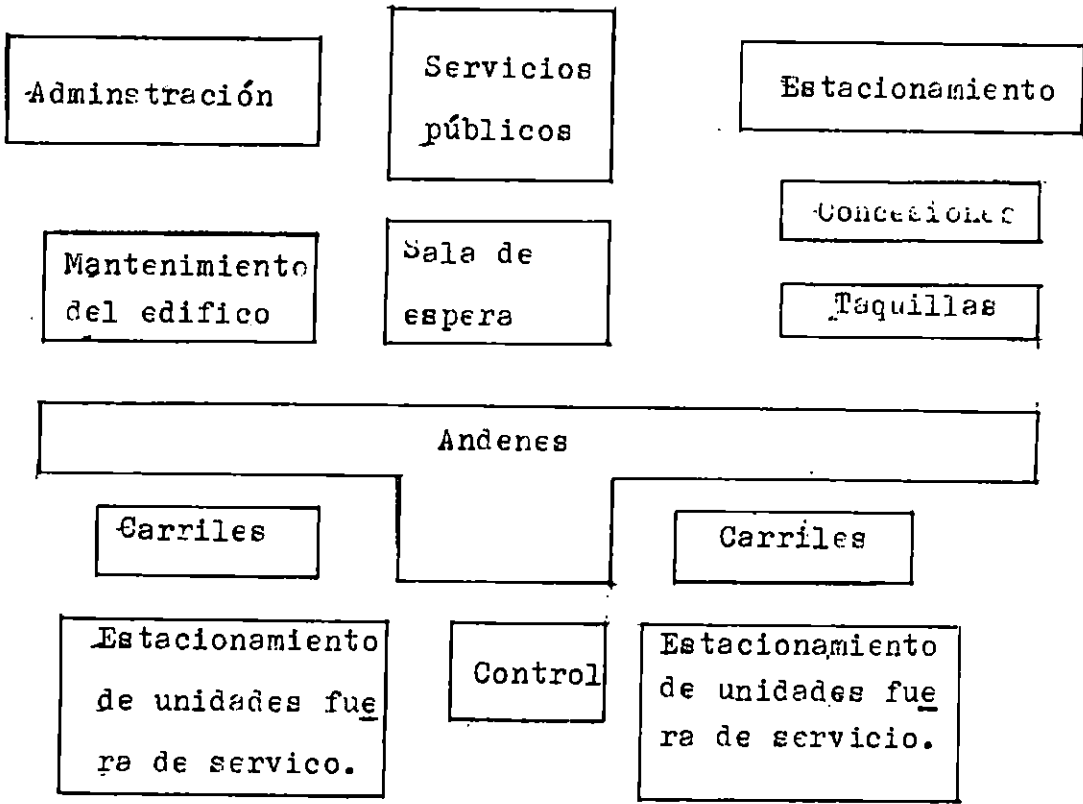 Adminstración
Servicios
públicos
Estacionamiento
Concesiones
Mantenimiento
del edifico
Sala de
espera
Taquillas
Andenes
Carriles
Carriles
Estacionamiento
de unidades fue
ra de servico.
Control
Estacionamiento
de unidades fue
ra de servicio.